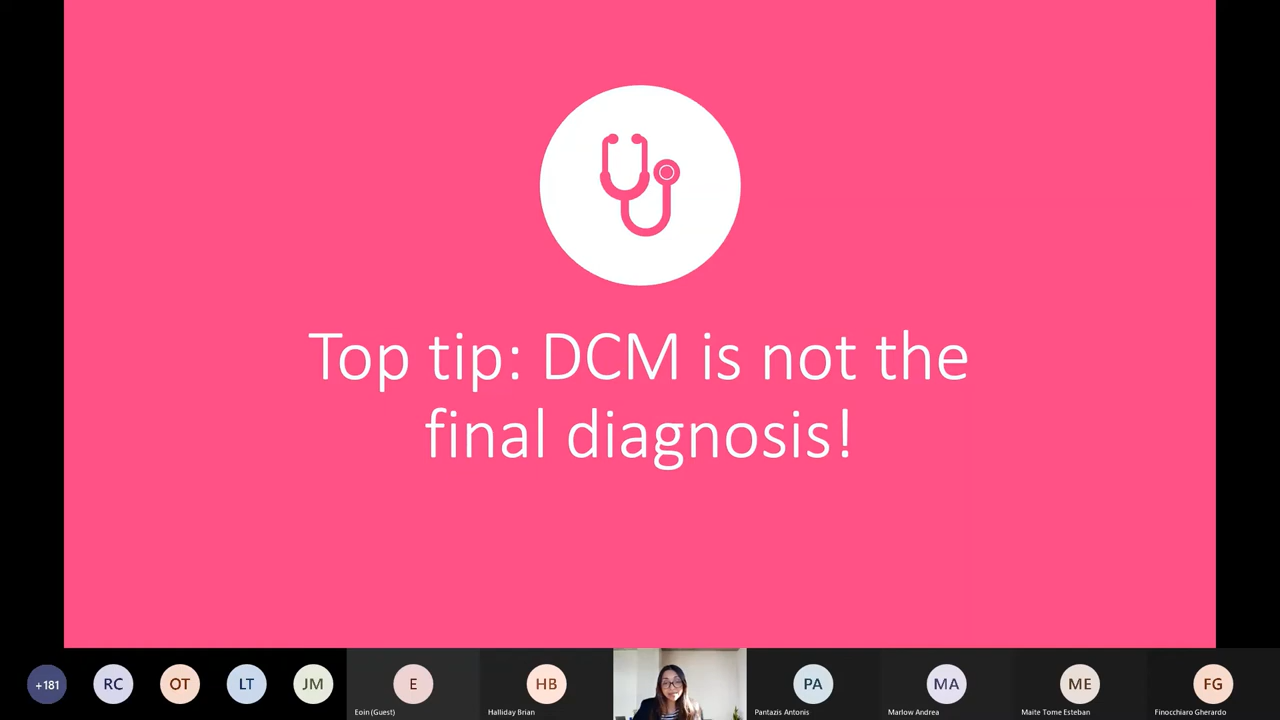 Top tip: DCM is not the
final diagnosis!
+181
RC
OT
LT
JM
E
Eoin (Guest)
HB
Halliday Brian
PA
Pantazis Antonis
MA
Marlow Andrea
ME
Maite Tome Esteban
FG
Finocchiaro Gherardo